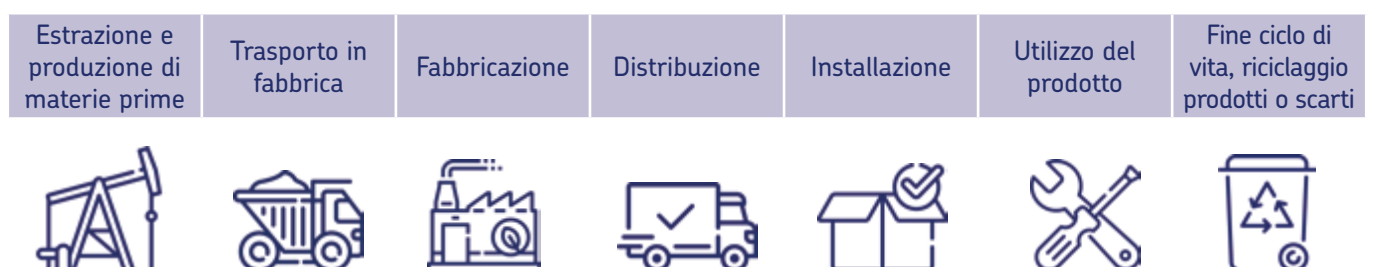 Estrazione e
produzione di
materie prime
Trasporto in
fabbrica
Fabbricazione
Distribuzione
Installazione
Utilizzo del
prodotto
Fine ciclo di
vita, riciclaggio
prodotti o scarti